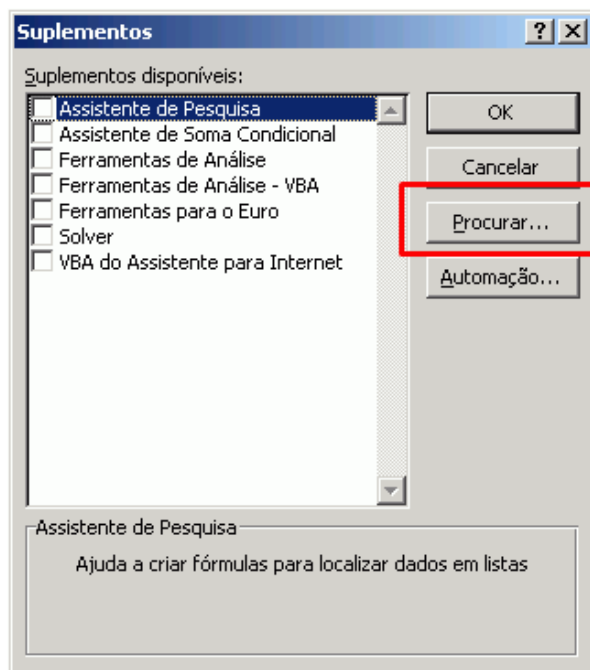 Suplementos
Suplementos disponíveis:
Assistente de Pesquisa
Assistente de Soma Condicional
Ferramentas de Análise
Ferramentas de Análise - VBA
Ferramentas para o Euro
Solver
VBA do Assistente para Internet
OK
Cancelar
Procurar...
Automação...
Assistente de Pesquisa
Ajuda a criar fórmulas para localizar dados em listas